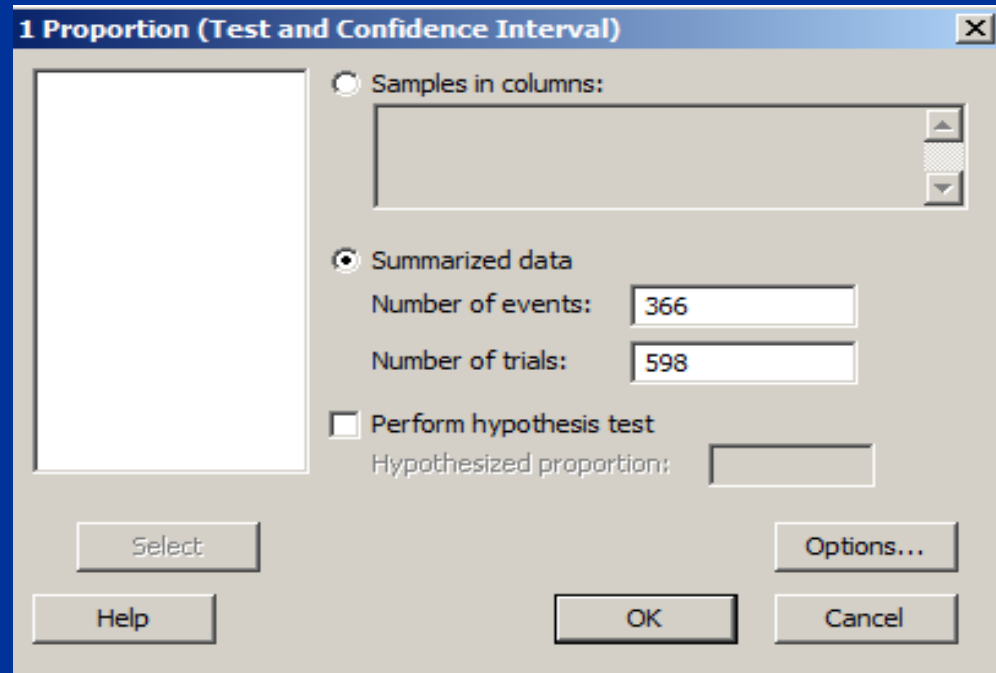 1 Proportion (Test and Confidence Interval)
Samples in columns:
Summarized data
Number of events: 366
Number of trials: 598
Perform hypothesis test
Hypothesized proportion:
Select Options...
Help OK Cancel